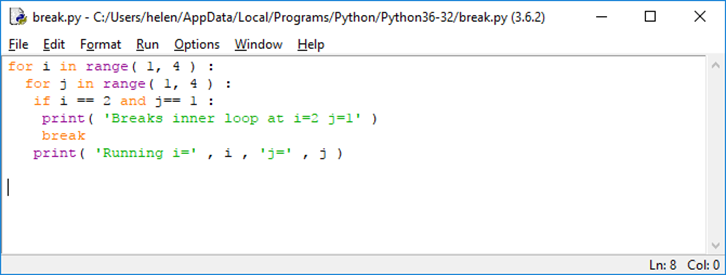 break.py - C:/Users/helen/AppData/Local/Programs/Python/Python36-32/break.py (3.6.2)
File Edit Format Run Options Window Help
for i in range( 1, 4 ) :
  for j in range( 1, 4 ) :
   if i == 2 and j== 1 :
    print( 'Breaks inner loop at i=2 j=1' )
    break
   print( 'Running i=' , i , 'j=' , j )
Ln: 8 Col: 0